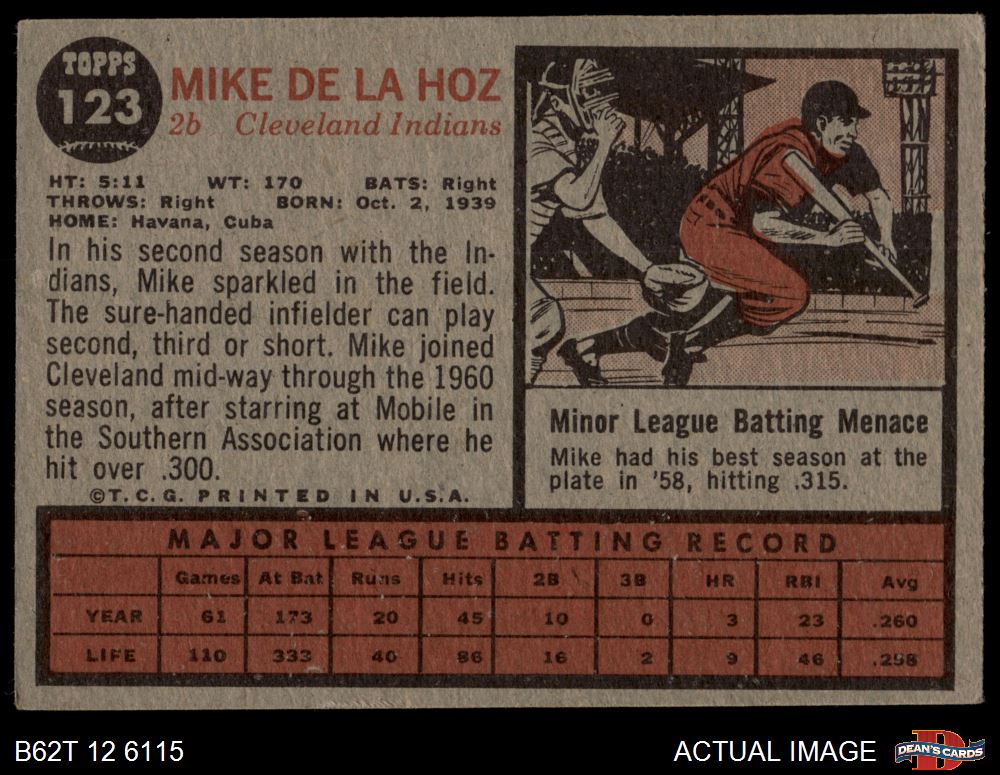 TOPPS
123
MIKE DE LA HOZ
2b Cleveland Indians
HT: 5:11 WT: 170 BATS: Right
THROWS: Right BORN: Oct. 2, 1939
HOME: Havana, Cuba
In his second season with the In-
dians, Mike sparkled in the field.
The sure-handed infielder can play
second, third or short. Mike joined
Cleveland mid-way through the 1960
season, after starring at Mobile in
the Southern Association where he
hit over .300.
©T.C.G. PRINTED IN U.S.A.
Minor League Batting Menace
Mike had his best season at the
plate in '58, hitting .315.
MAJOR LEAGUE BATTING RECORD
Games At Bat Runs Hits 2B 3B HR RBI Avg
YEAR 61 173 20 45 10 0 3 23 .260
LIFE 110 333 40 86 16 2 9 46 .258
B62T 12 6115
ACTUAL IMAGE
DEAN'S CARDS